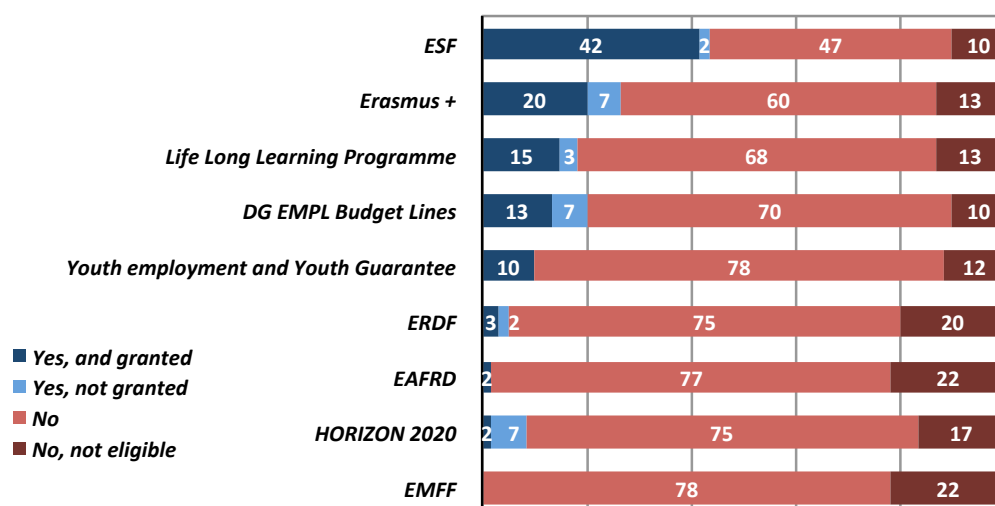 ESF 42 2 47 10
Erasmus + 20 7 60 13
Life Long Learning Programme 15 3 68 13
DG EMPL Budget Lines 13 7 70 10
Youth employment and Youth Guarantee 10 78 12
ERDF 3 2 75 20
EAFRD 2 77 22
HORIZON 2020 2 7 75 17
EMFF 78 22
Yes, and granted
Yes, not granted
No
No, not eligible